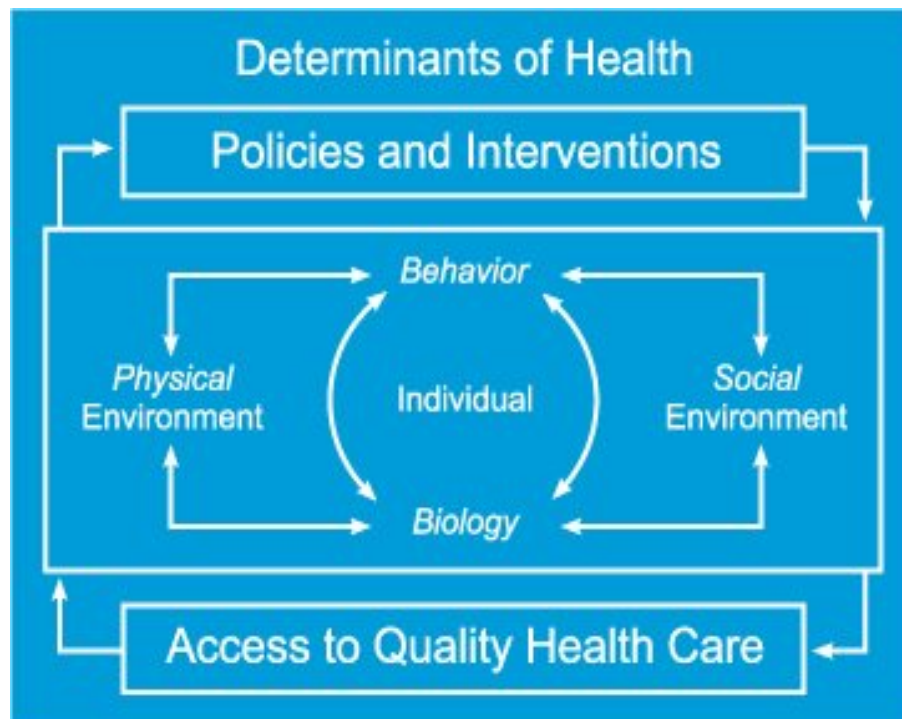 Determinants of Health
Policies and Interventions
Behavior
Physical
Environment
Individual
Social
Environment
Biology
Access to Quality Health Care